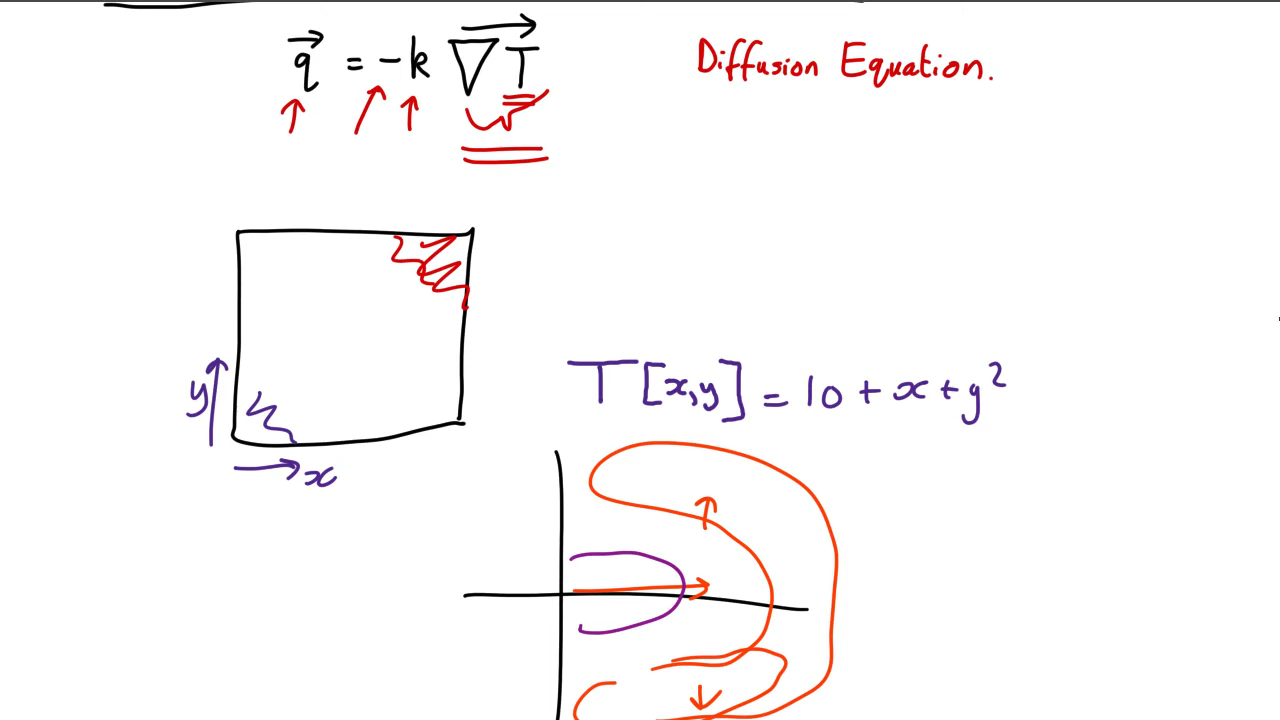 q⃗ = -k ∇⃗T
Diffusion Equation.
y
x
T[x,y] = 10 + x + y²